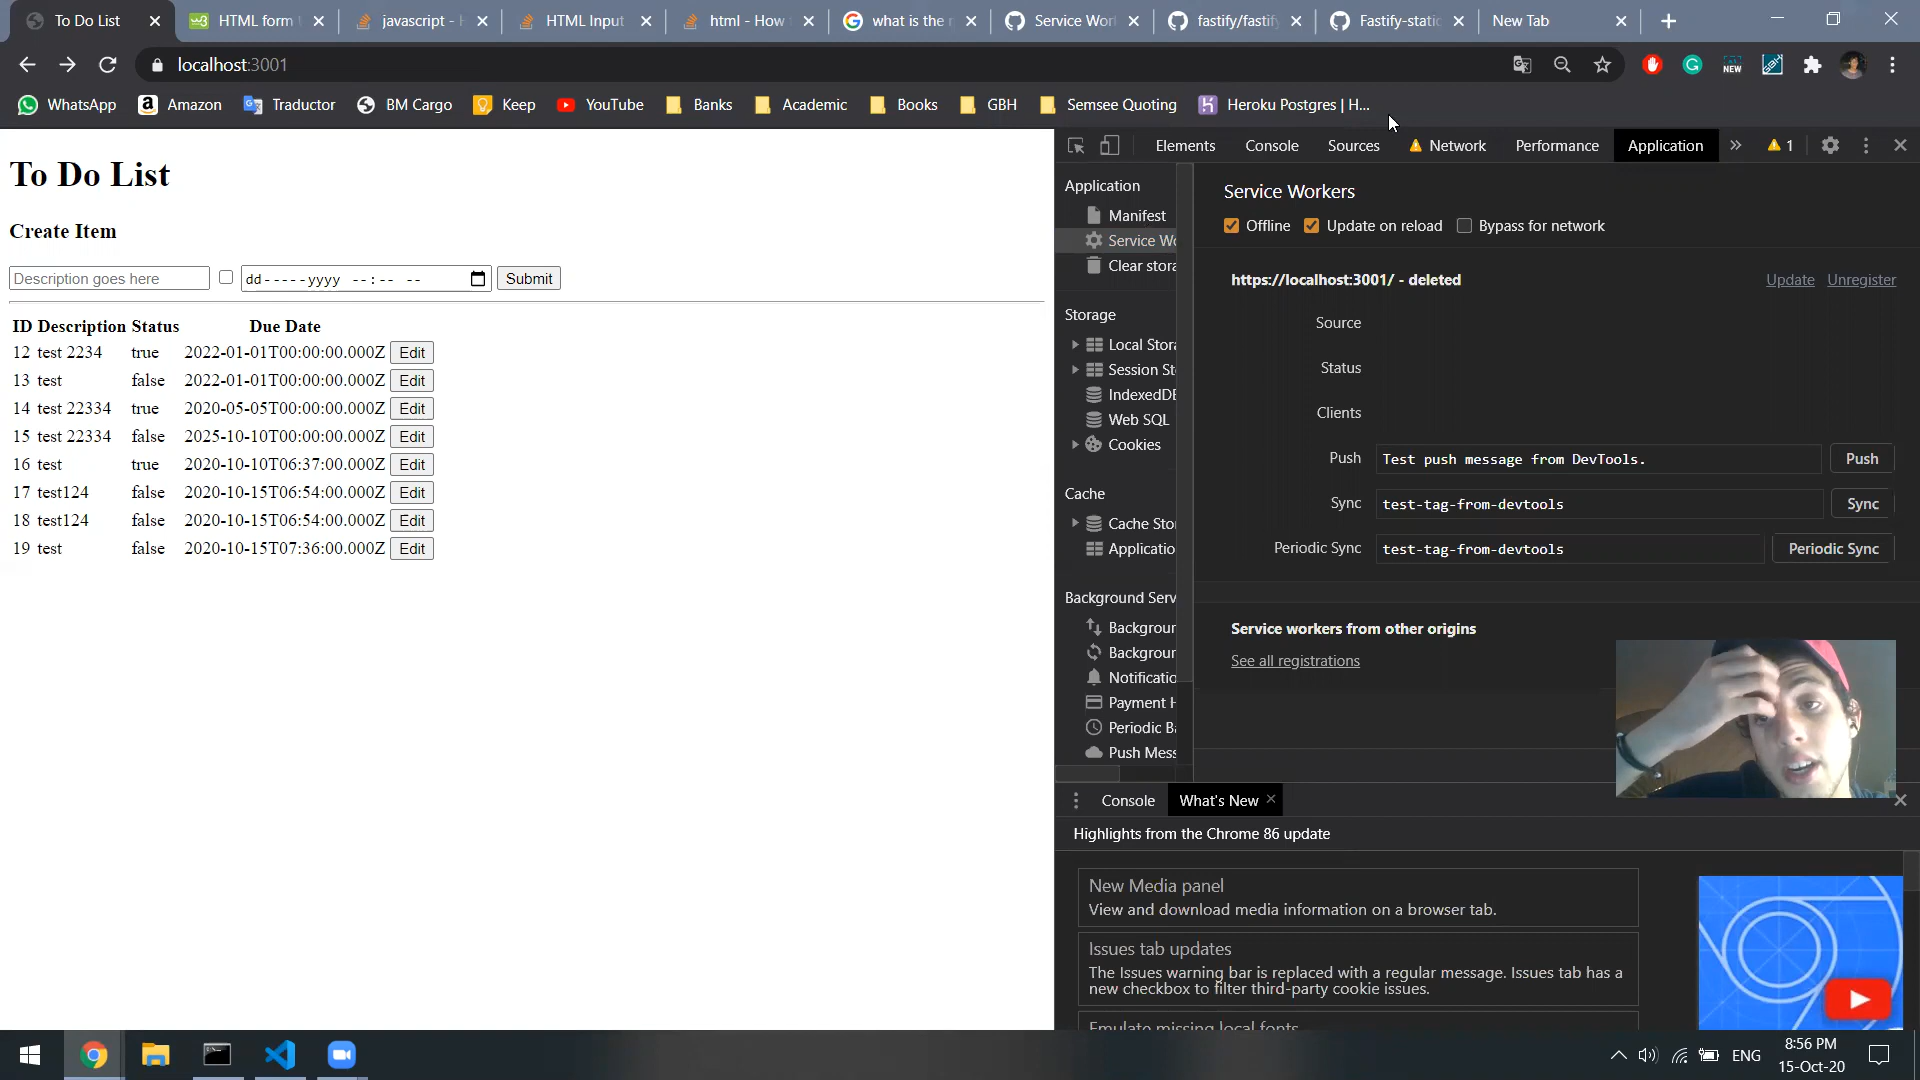 To Do List
HTML form
javascript - H
HTML Input
html - How
what is the
Service Wor
fastify/fastify
Fastify-static
New Tab
localhost:3001
NEW
WhatsApp
Amazon
Traductor
BM Cargo
Keep
YouTube
Banks
Academic
Books
GBH
Semsee Quoting
Heroku Postgres | H...
To Do List
Create Item
Description goes here
dd-----yyyy --:-- --
Submit
ID Description Status Due Date
12 test 2234 true 2022-01-01T00:00:00.000Z Edit
13 test false 2022-01-01T00:00:00.000Z Edit
14 test 22334 true 2020-05-05T00:00:00.000Z Edit
15 test 22334 false 2025-10-10T00:00:00.000Z Edit
16 test true 2020-10-10T06:37:00.000Z Edit
17 test124 false 2020-10-15T06:54:00.000Z Edit
18 test124 false 2020-10-15T06:54:00.000Z Edit
19 test false 2020-10-15T07:36:00.000Z Edit
Elements
Console
Sources
Network
Performance
Application
1
Application
Manifest
Service Wo
Clear stora
Storage
Local Stora
Session Sto
IndexedDB
Web SQL
Cookies
Cache
Cache Stor
Applicatio
Background Serv
Backgroun
Backgroun
Notificatio
Payment H
Periodic Ba
Push Mess
Service Workers
Offline
Update on reload
Bypass for network
https://localhost:3001/ - deleted
Update
Unregister
Source
Status
Clients
Push
Test push message from DevTools.
Push
Sync
test-tag-from-devtools
Sync
Periodic Sync
test-tag-from-devtools
Periodic Sync
Service workers from other origins
See all registrations
Console
What's New
Highlights from the Chrome 86 update
New Media panel
View and download media information on a browser tab.
Issues tab updates
The Issues warning bar is replaced with a regular message. Issues tab has a
new checkbox to filter third-party cookie issues.
Emulate missing local fonts
ENG
8:56 PM
15-Oct-20